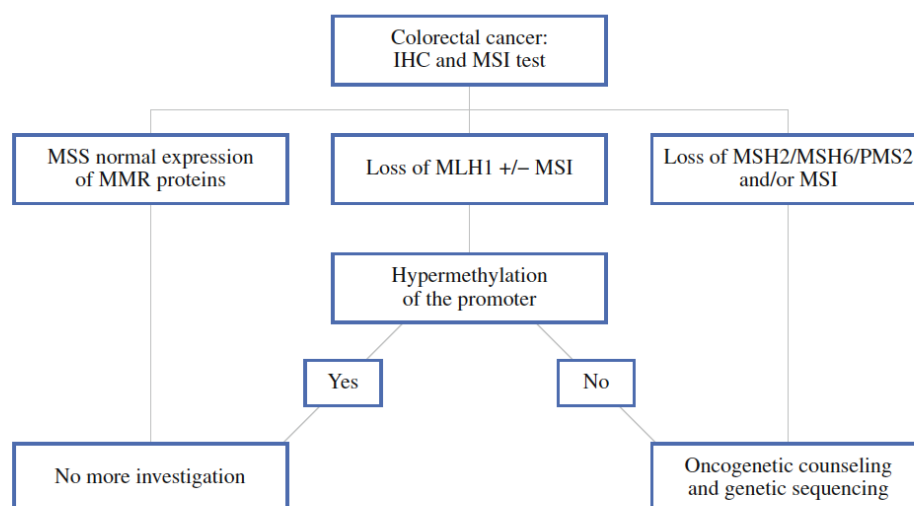 Colorectal cancer:
IHC and MSI test
MSS normal expression
of MMR proteins
Loss of MLH1 +/− MSI
Loss of MSH2/MSH6/PMS2
and/or MSI
Hypermethylation
of the promoter
Yes
No
No more investigation
Oncogenetic counseling
and genetic sequencing